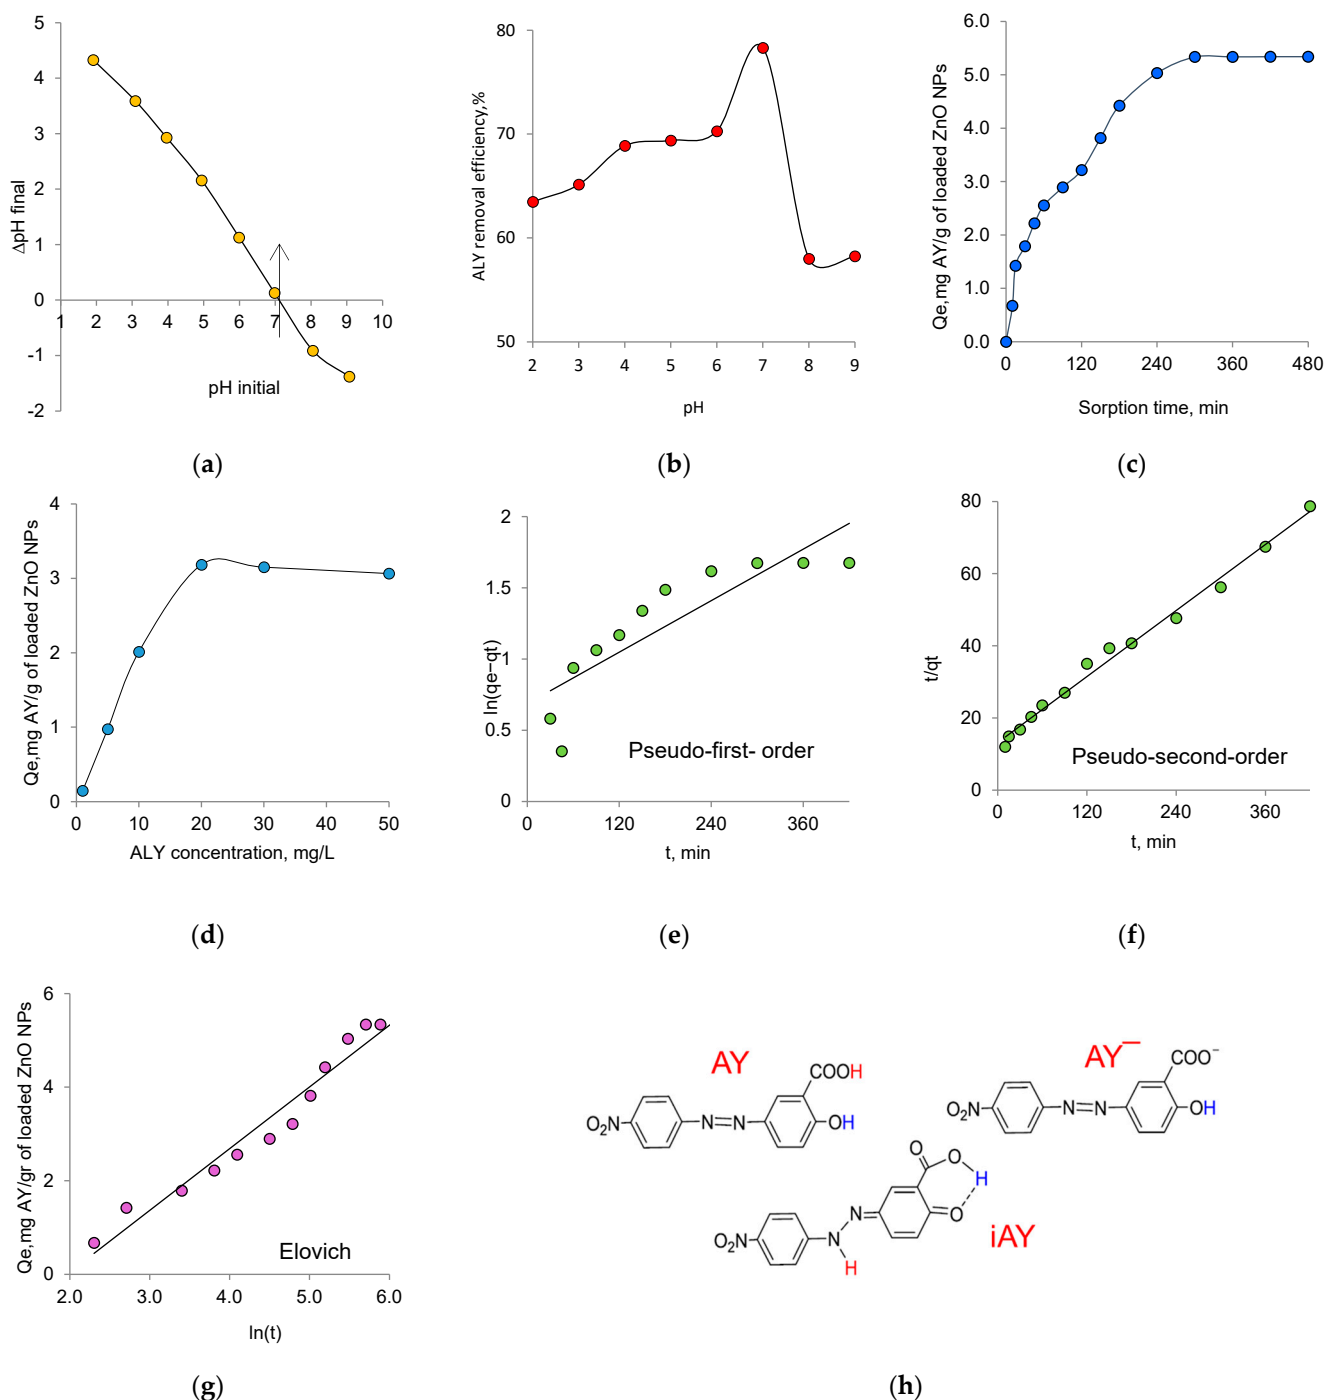 5
4
3
2
1
0
-1
-2
1 2 3 4 5 6 7 8 9 10
ΔpH final
pH initial
(a)
80
70
60
50
2 3 4 5 6 7 8 9
ALY removal efficiency,%
pH
(b)
6.0
5.0
4.0
3.0
2.0
1.0
0.0
0 120 240 360 480
Qe,mg AY/g of loaded ZnO NPs
Sorption time, min
(c)
4
3
2
1
0
0 10 20 30 40 50
Qe,mg AY/g of loaded ZnO NPs
ALY concentration, mg/L
(d)
2
1.5
1
0.5
0
0 120 240 360
ln(qe−qt)
Pseudo-first- order
t, min
(e)
80
60
40
20
0
0 120 240 360
t/qt
Pseudo-second-order
t, min
(f)
6
4
2
0
2.0 3.0 4.0 5.0 6.0
Qe,mg AY/gr of loaded ZnO NPs
Elovich
ln(t)
(g)
AY
COOH
O₂N
N=N
OH
AY⁻
COO⁻
O₂N
N=N
OH
O
O
H
O
N
N
H
O₂N
iAY
(h)